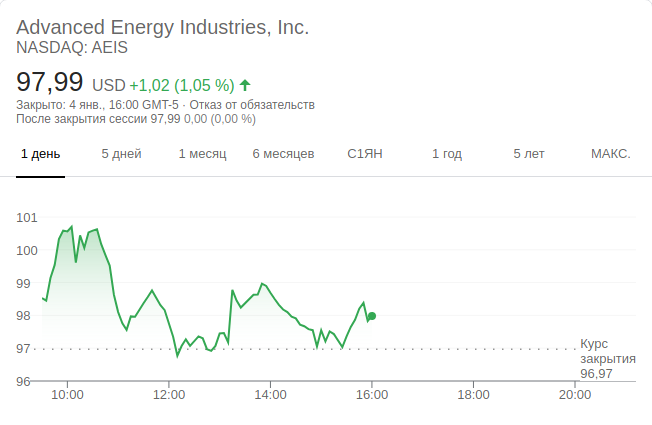 Advanced Energy Industries, Inc.
NASDAQ: AEIS
97,99 USD +1,02 (1,05 %)
Закрыто: 4 янв., 16:00 GMT-5 · Отказ от обязательств
После закрытия сессии 97,99 0,00 (0,00 %)
1 день 5 дней 1 месяц 6 месяцев С1ЯН 1 год 5 лет МАКС.
101
100
99
98
97
96
Курс
закрытия
96,97
10:00 12:00 14:00 16:00 18:00 20:00